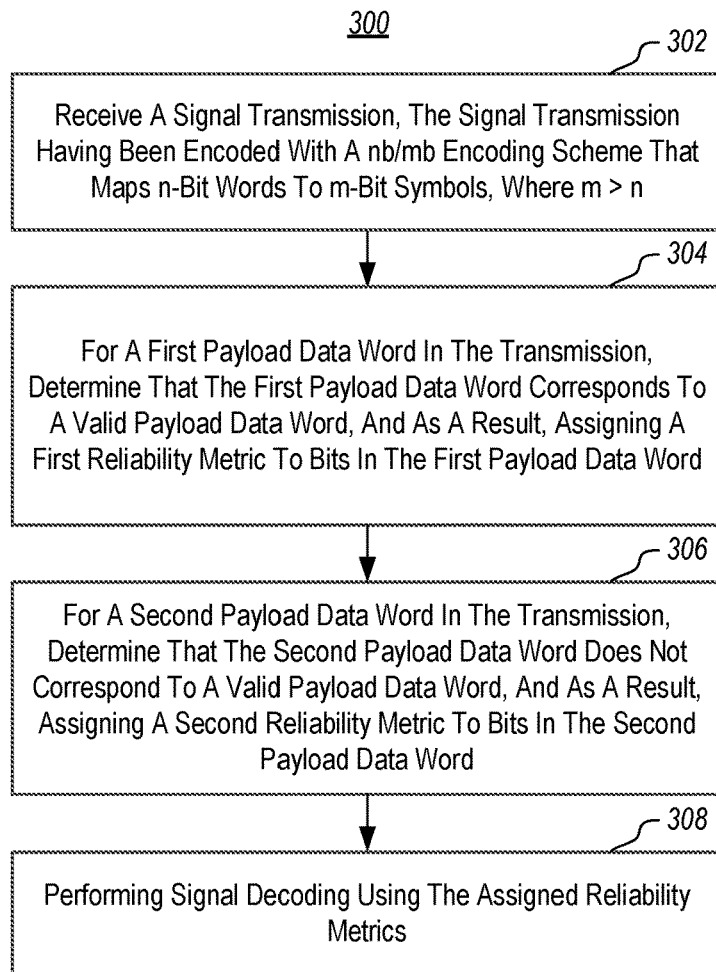 300
302
Receive A Signal Transmission, The Signal Transmission
Having Been Encoded With A nb/mb Encoding Scheme That
Maps n-Bit Words To m-Bit Symbols, Where m > n
304
For A First Payload Data Word In The Transmission,
Determine That The First Payload Data Word Corresponds To
A Valid Payload Data Word, And As A Result, Assigning A
First Reliability Metric To Bits In The First Payload Data Word
306
For A Second Payload Data Word In The Transmission,
Determine That The Second Payload Data Word Does Not
Correspond To A Valid Payload Data Word, And As A Result,
Assigning A Second Reliability Metric To Bits In The Second
Payload Data Word
308
Performing Signal Decoding Using The Assigned Reliability
Metrics